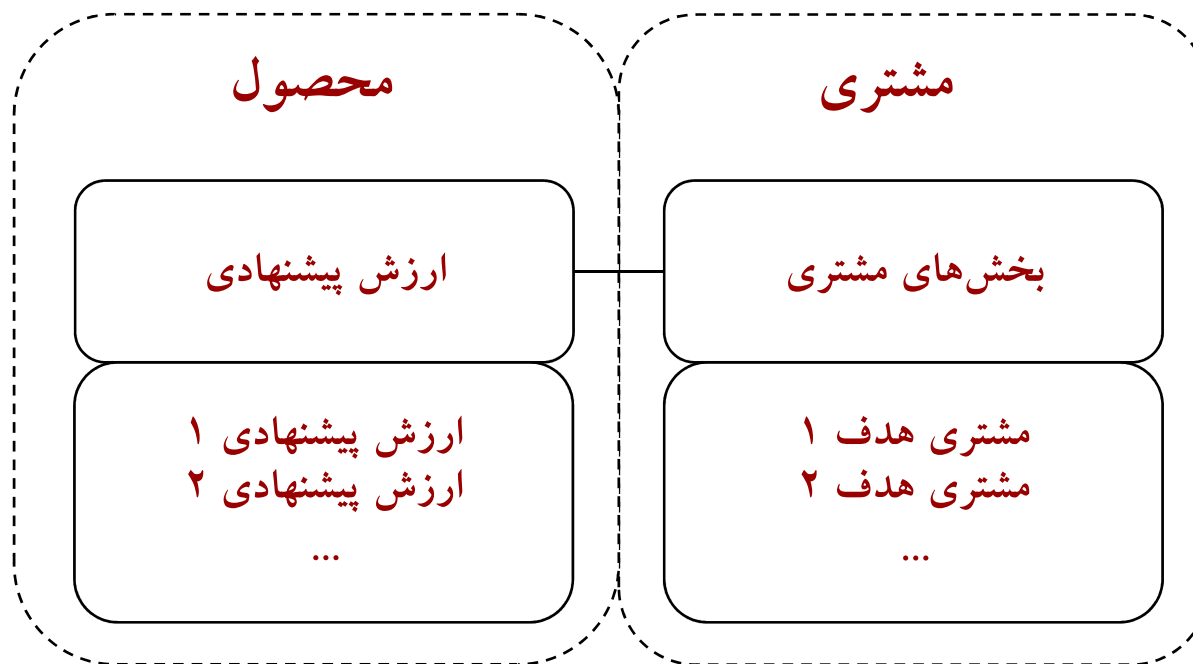 مشتری
بخش‌های مشتری
مشتری هدف ۱
مشتری هدف ۲
...
محصول
ارزش پیشنهادی
ارزش پیشنهادی ۱
ارزش پیشنهادی ۲
...